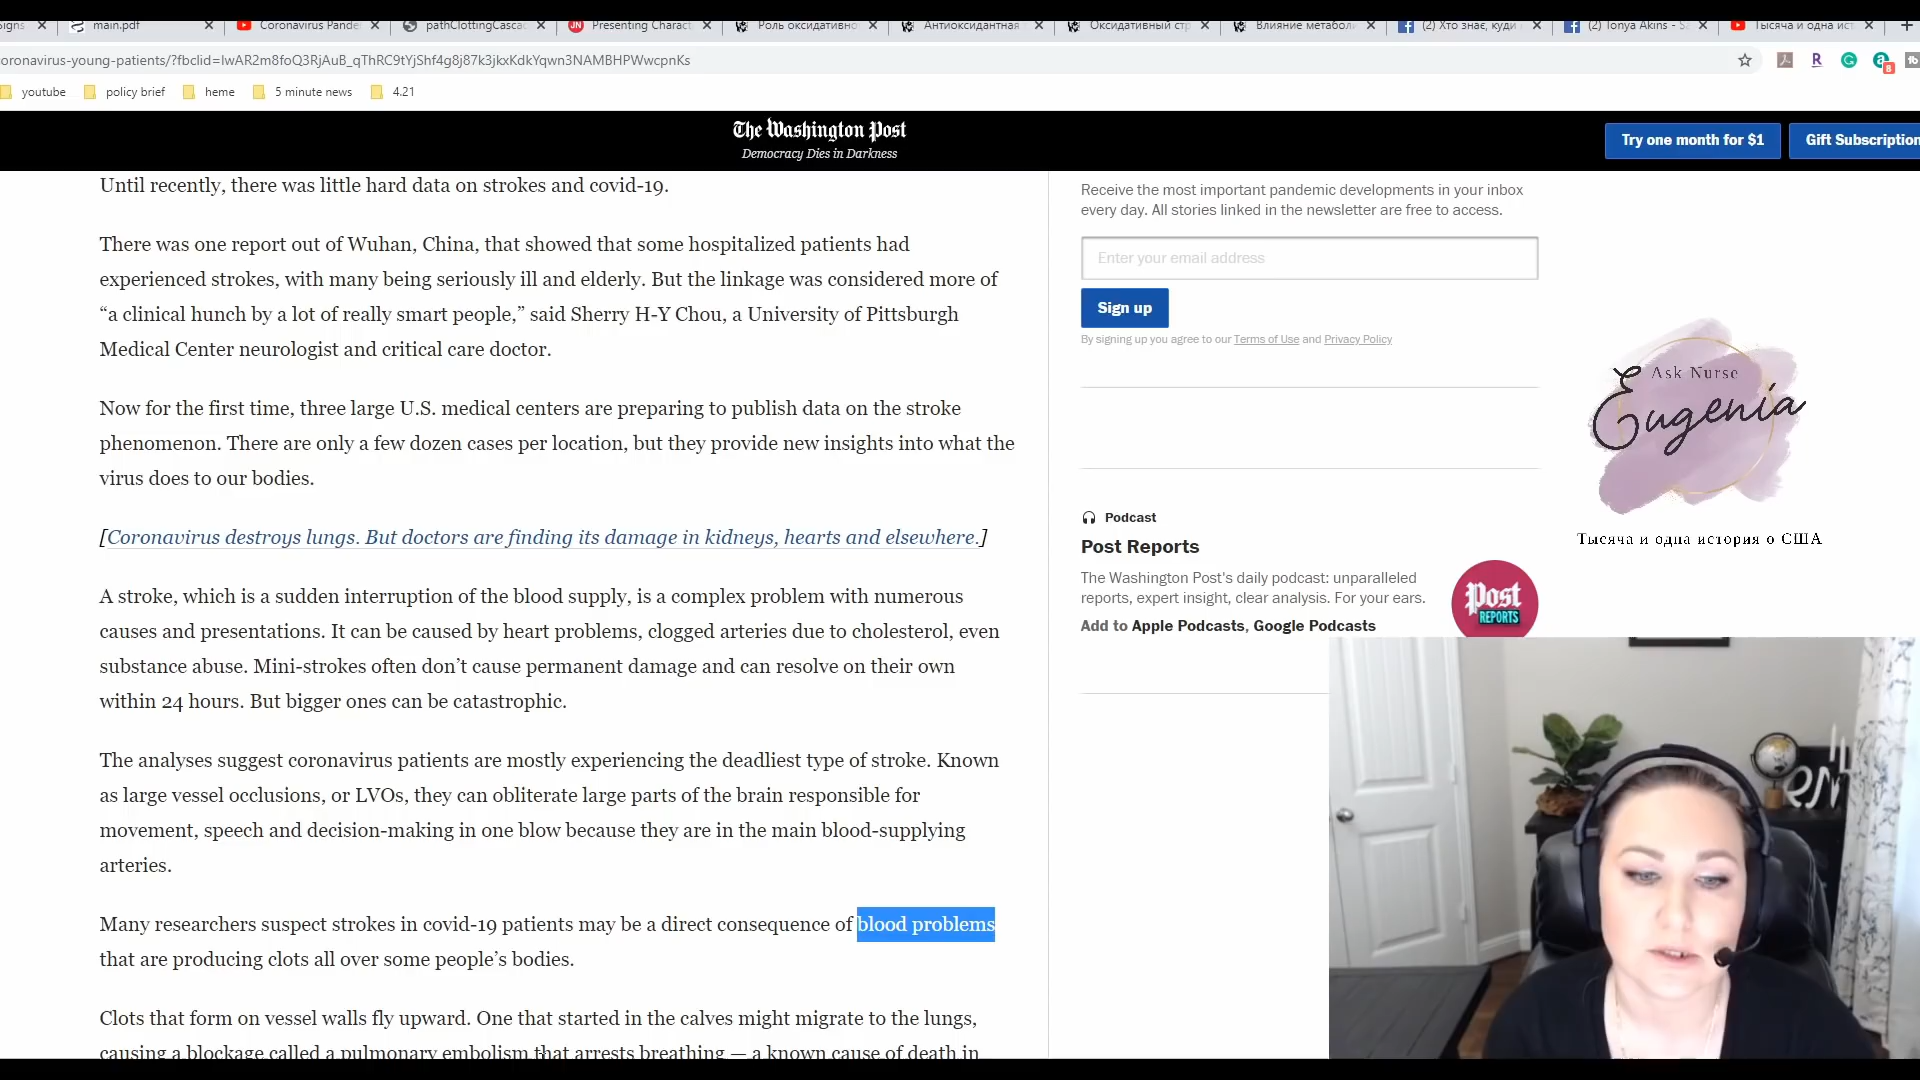 main.pdf
Coronavirus Pande
pathClottingCasca
Presenting Charact
Роль оксидативно
Антиоксидантная
Оксидативный стр
Влияние метабол
(2) Хто знає, куди
(2) Tonya Akins - Sa
Тысяча и одна ист
oronavirus-young-patients/?fbclid=IwAR2m8foQ3RjAuB_qThRC9tYjShf4g8j87k3jkxKdkYqwn3NAMBHPWwcpnKs
youtube policy brief heme 5 minute news 4.21
The Washington Post
Democracy Dies in Darkness
Try one month for $1
Gift Subscription
Until recently, there was little hard data on strokes and covid-19.
There was one report out of Wuhan, China, that showed that some hospitalized patients had
experienced strokes, with many being seriously ill and elderly. But the linkage was considered more of
“a clinical hunch by a lot of really smart people,” said Sherry H-Y Chou, a University of Pittsburgh
Medical Center neurologist and critical care doctor.
Now for the first time, three large U.S. medical centers are preparing to publish data on the stroke
phenomenon. There are only a few dozen cases per location, but they provide new insights into what the
virus does to our bodies.
[Coronavirus destroys lungs. But doctors are finding its damage in kidneys, hearts and elsewhere.]
A stroke, which is a sudden interruption of the blood supply, is a complex problem with numerous
causes and presentations. It can be caused by heart problems, clogged arteries due to cholesterol, even
substance abuse. Mini-strokes often don’t cause permanent damage and can resolve on their own
within 24 hours. But bigger ones can be catastrophic.
The analyses suggest coronavirus patients are mostly experiencing the deadliest type of stroke. Known
as large vessel occlusions, or LVOs, they can obliterate large parts of the brain responsible for
movement, speech and decision-making in one blow because they are in the main blood-supplying
arteries.
Many researchers suspect strokes in covid-19 patients may be a direct consequence of blood problems
that are producing clots all over some people’s bodies.
Clots that form on vessel walls fly upward. One that started in the calves might migrate to the lungs,
causing a blockage called a pulmonary embolism that arrests breathing — a known cause of death in
Receive the most important pandemic developments in your inbox
every day. All stories linked in the newsletter are free to access.
Enter your email address
Sign up
By signing up you agree to our Terms of Use and Privacy Policy
Podcast
Post Reports
The Washington Post's daily podcast: unparalleled
reports, expert insight, clear analysis. For your ears.
Add to Apple Podcasts, Google Podcasts
Post
REPORTS
Ask Nurse
Eugenia
Тысяча и одна история о США